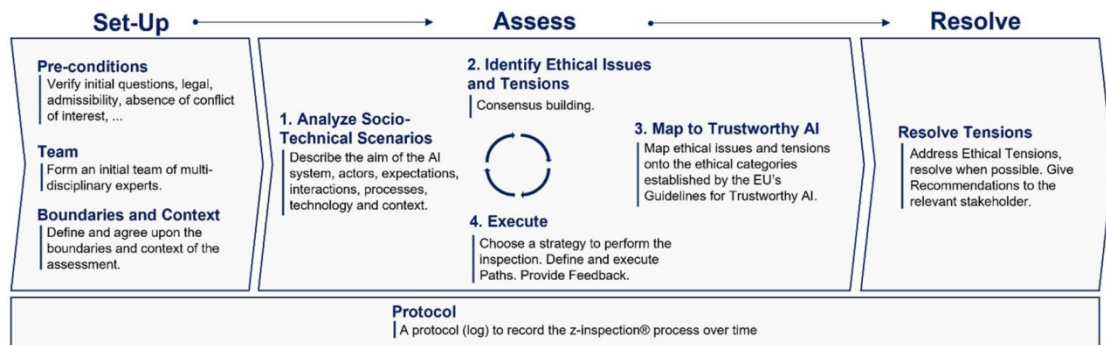 Set-Up
Assess
Resolve
Pre-conditions
Verify initial questions, legal,
admissibility, absence of conflict
of interest, ...
Team
Form an initial team of multi-
disciplinary experts.
Boundaries and Context
Define and agree upon the
boundaries and context of the
assessment.
1. Analyze Socio-
Technical Scenarios
Describe the aim of the AI
system, actors, expectations,
interactions, processes,
technology and context.
2. Identify Ethical Issues
and Tensions
Consensus building.
3. Map to Trustworthy AI
Map ethical issues and tensions
onto the ethical categories
established by the EU's
Guidelines for Trustworthy AI.
4. Execute
Choose a strategy to perform the
inspection. Define and execute
Paths. Provide Feedback.
Resolve Tensions
Address Ethical Tensions,
resolve when possible. Give
Recommendations to the
relevant stakeholder.
Protocol
A protocol (log) to record the z-inspection® process over time